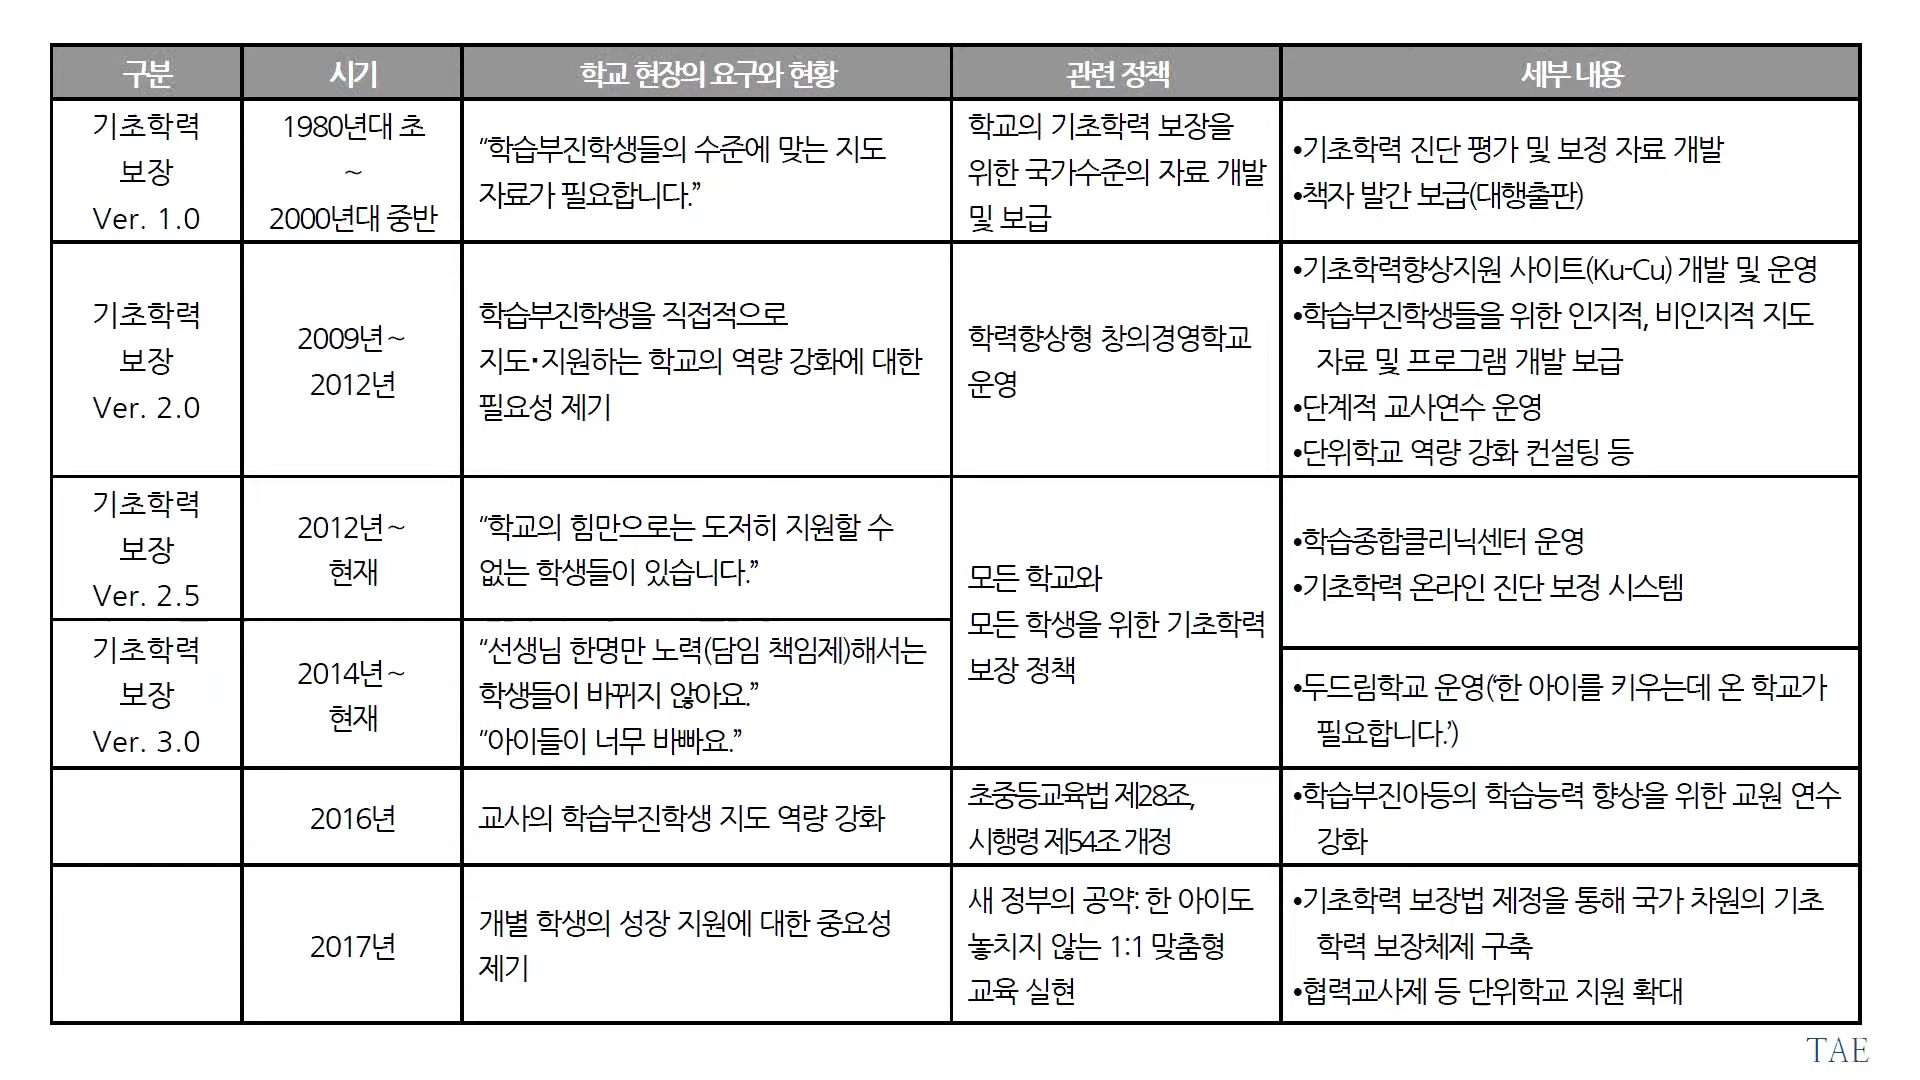 구분
시기
학교 현장의 요구와 현황
관련 정책
세부 내용
기초학력
보장
Ver. 1.0
1980년대 초
~
2000년대 중반
“학습부진학생들의 수준에 맞는 지도
자료가 필요합니다.”
학교의 기초학력 보장을
위한 국가수준의 자료 개발
및 보급
•기초학력 진단 평가 및 보정 자료 개발
•책자 발간 보급(대행출판)
기초학력
보장
Ver. 2.0
2009년~
2012년
학습부진학생을 직접적으로
지도·지원하는 학교의 역량 강화에 대한
필요성 제기
학력향상형 창의경영학교
운영
•기초학력향상지원 사이트(Ku-Cu) 개발 및 운영
•학습부진학생들을 위한 인지적, 비인지적 지도
자료 및 프로그램 개발 보급
•단계적 교사연수 운영
•단위학교 역량 강화 컨설팅 등
기초학력
보장
Ver. 2.5
2012년~
현재
“학교의 힘만으로는 도저히 지원할 수
없는 학생들이 있습니다.”
모든 학교와
모든 학생을 위한 기초학력
보장 정책
•학습종합클리닉센터 운영
•기초학력 온라인 진단 보정 시스템
기초학력
보장
Ver. 3.0
2014년~
현재
“선생님 한명만 노력(담임 책임제)해서는
학생들이 바뀌지 않아요.”
“아이들이 너무 바빠요.”
•두드림학교 운영(‘한 아이를 키우는데 온 학교가
필요합니다.’)
2016년
교사의 학습부진학생 지도 역량 강화
초중등교육법 제28조,
시행령 제54조 개정
•학습부진아등의 학습능력 향상을 위한 교원 연수
강화
2017년
개별 학생의 성장 지원에 대한 중요성
제기
새 정부의 공약: 한 아이도
놓치지 않는 1:1 맞춤형
교육 실현
•기초학력 보장법 제정을 통해 국가 차원의 기초
학력 보장체제 구축
•협력교사제 등 단위학교 지원 확대
TAE